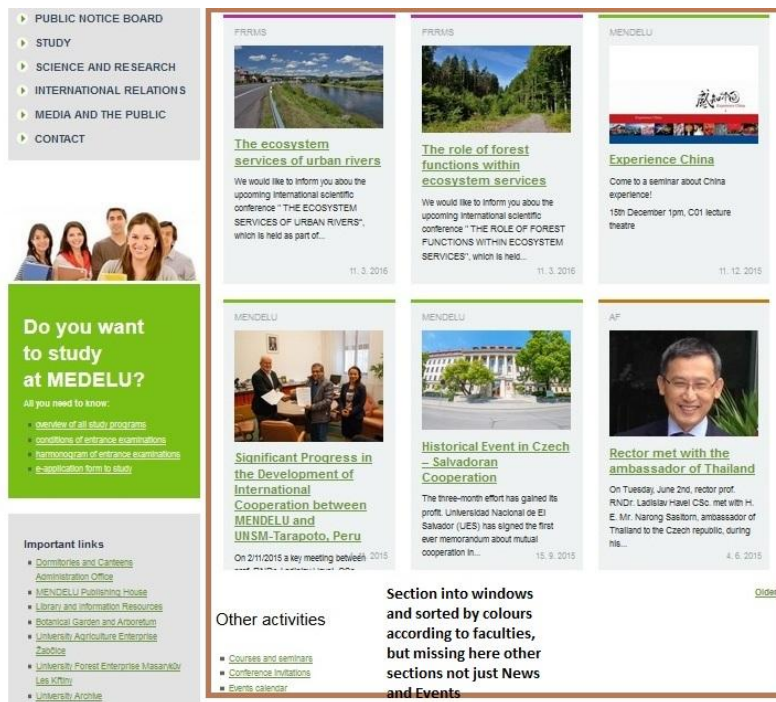 PUBLIC NOTICE BOARD
STUDY
SCIENCE AND RESEARCH
INTERNATIONAL RELATIONS
MEDIA AND THE PUBLIC
CONTACT
Do you want
to study
at MEDELU?
All you need to know:
overview of all study programs
conditions of entrance examinations
harmonogram of entrance examinations
e-application form to study
Important links
Dormitories and Canteens
Administration Office
MENDELU Publishing House
Library and Information Resources
Botanical Garden and Arboretum
University Agriculture Enterprise
Žabčice
University Forest Enterprise Masarykův
Les Křtiny
University Archive
FRRMS
The ecosystem
services of urban rivers
We would like to inform you abou the
upcoming international scientific
conference " THE ECOSYSTEM
SERVICES OF URBAN RIVERS",
which is held as part of...
11. 3. 2016
FRRMS
The role of forest
functions within
ecosystem services
We would like to inform you abou the
upcoming international scientific
conference " THE ROLE OF FOREST
FUNCTIONS WITHIN ECOSYSTEM
SERVICES", which is held...
11. 3. 2016
MENDELU
Experience China
Experience China
Come to a seminar about China
experience!
15th December 1pm, C01 lecture
theatre
11. 12. 2015
MENDELU
Significant Progress in
the Development of
International
Cooperation between
MENDELU and
UNSM-Tarapoto, Peru
On 2/11/2015 a key meeting between
2015
prof. RNDr. Ladislav Havel, CSc.
MENDELU
Historical Event in Czech
– Salvadoran
Cooperation
The three-month effort has gained its
profit. Universidad Nacional de El
Salvador (UES) has signed the first
ever memorandum about mutual
cooperation in...
15. 9. 2015
AF
Rector met with the
ambassador of Thailand
On Tuesday, June 2nd, rector prof.
RNDr. Ladislav Havel CSc. met with H.
E. Mr. Narong Sasitorn, ambassador of
Thailand to the Czech republic, during
his...
4. 6. 2015
Older
Other activities
Courses and seminars
Conference invitations
Events calendar
Section into windows
and sorted by colours
according to faculties,
but missing here other
sections not just News
and Events